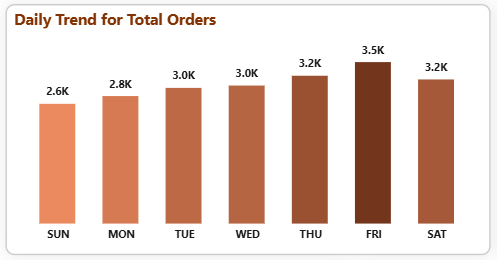 Daily Trend for Total Orders
2.6K 2.8K 3.0K 3.0K 3.2K 3.5K 3.2K
SUN MON TUE WED THU FRI SAT